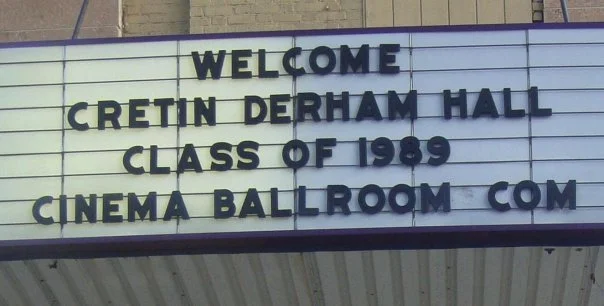 WELCOME
CRETIN DERHAM HALL
CLASS OF 1989
CINEMA BALLROOM COM